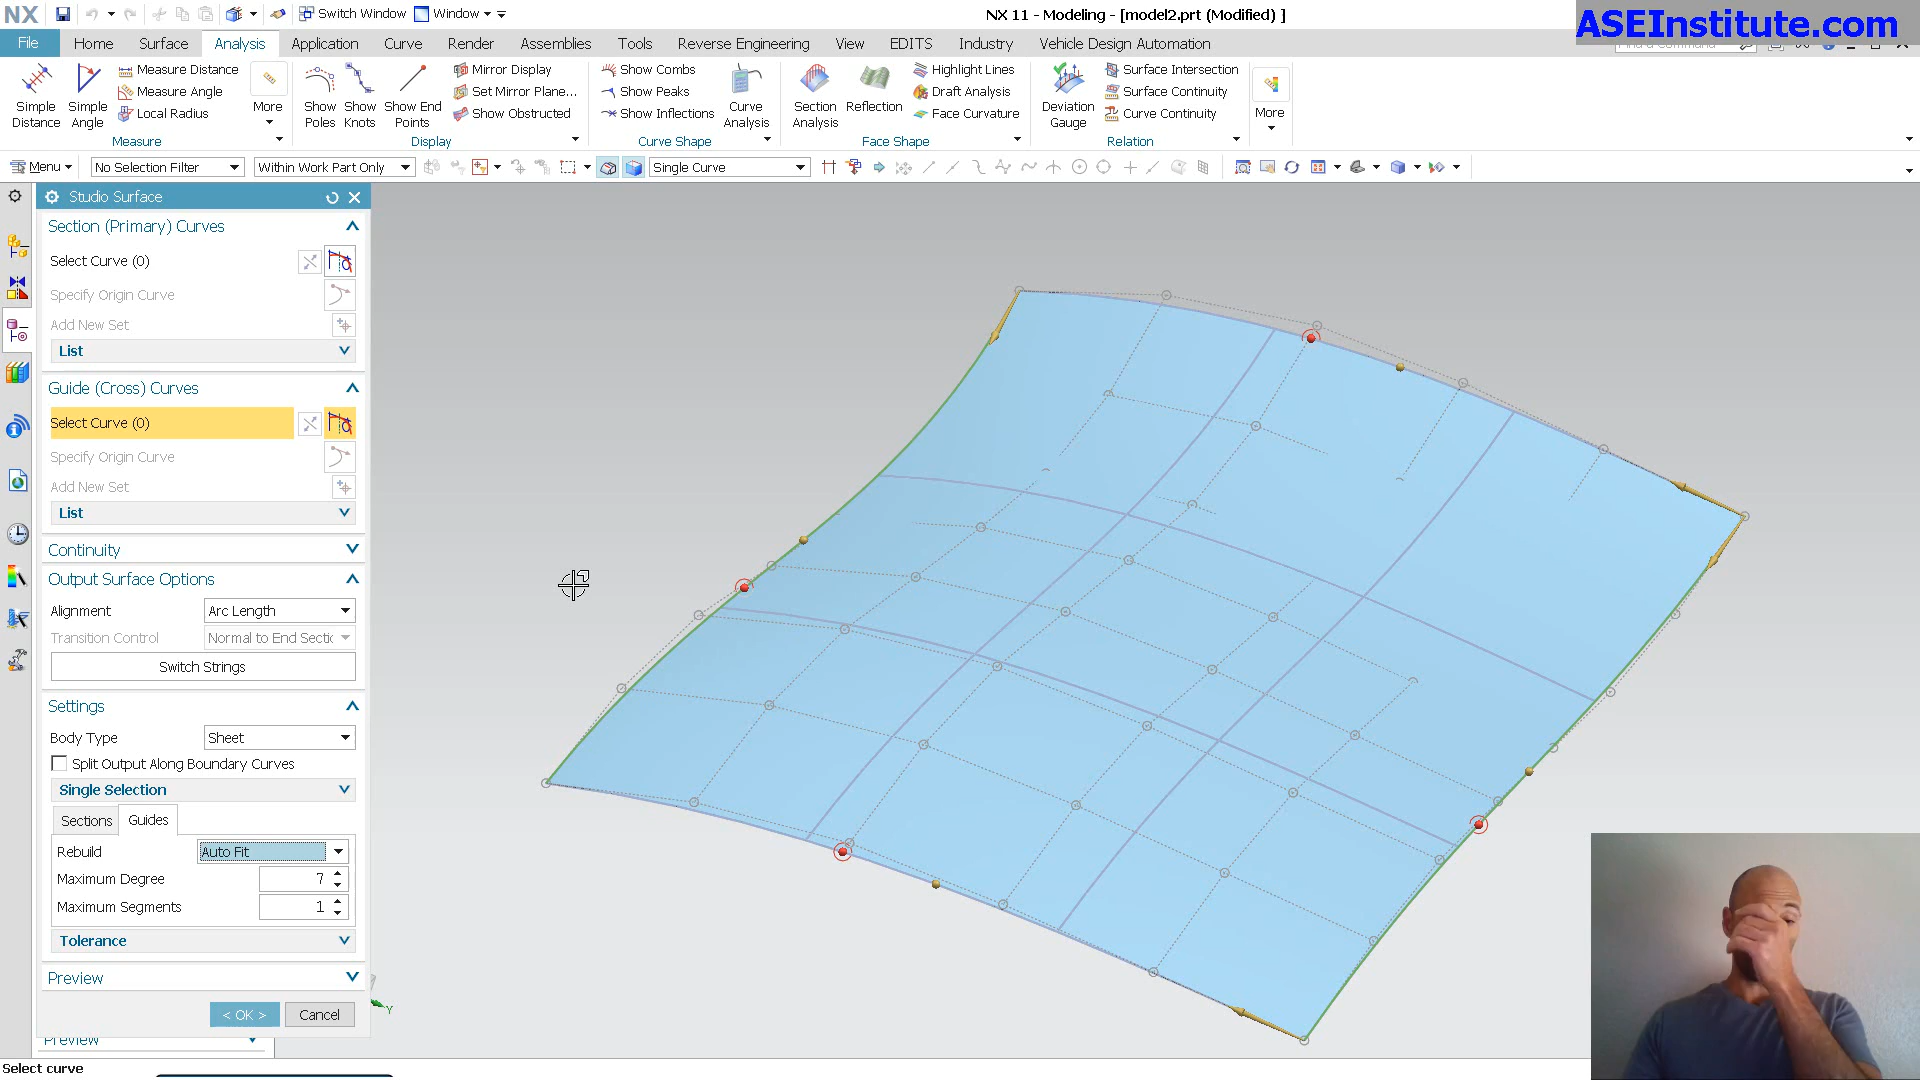 NX
Switch Window
Window
NX 11 - Modeling - [model2.prt (Modified) ]
ASEInstitute.com
File
Home
Surface
Analysis
Application
Curve
Render
Assemblies
Tools
Reverse Engineering
View
EDITS
Industry
Vehicle Design Automation
Simple Distance
Simple Angle
Measure Distance
Measure Angle
Local Radius
More
Measure
Show Poles
Show Knots
Show End Points
Mirror Display
Set Mirror Plane...
Show Obstructed
Display
Show Combs
Show Peaks
Show Inflections
Curve Analysis
Curve Shape
Section Analysis
Reflection
Highlight Lines
Draft Analysis
Face Curvature
Face Shape
Deviation Gauge
Surface Intersection
Surface Continuity
Curve Continuity
Relation
More
Menu
No Selection Filter
Within Work Part Only
Single Curve
Studio Surface
Section (Primary) Curves
Select Curve (0)
Specify Origin Curve
Add New Set
List
Guide (Cross) Curves
Select Curve (0)
Specify Origin Curve
Add New Set
List
Continuity
Output Surface Options
Alignment
Arc Length
Transition Control
Normal to End Sectic
Switch Strings
Settings
Body Type
Sheet
Split Output Along Boundary Curves
Single Selection
Sections
Guides
Rebuild
Auto Fit
Maximum Degree
7
Maximum Segments
1
Tolerance
Preview
< OK >
Cancel
Y
Preview
Select curve